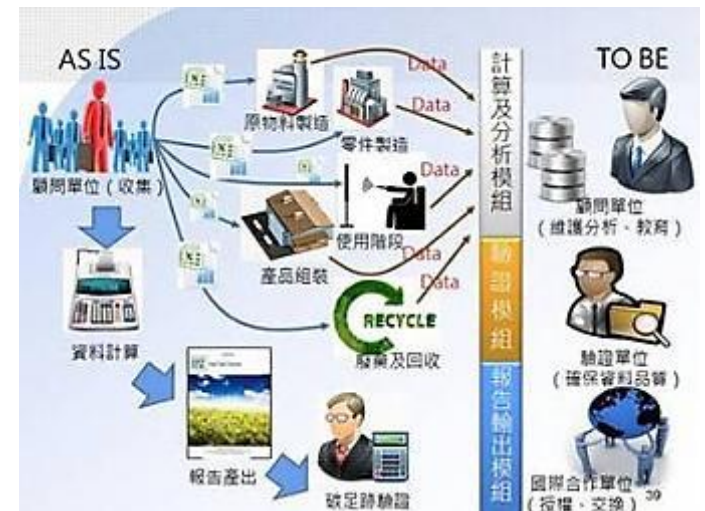 AS IS
TO BE
原物料製造
零件製造
使用階段
產品組裝
RECYCLE
廢棄及回收
Data
Data
Data
Data
Data
顧問單位（收集）
資料計算
報告產出
碳足跡驗證
計算及分析模組
驗證模組
報告輸出模組
顧問單位
（維護分析、教育）
驗證單位
（確保資料品質）
國際合作單位
（授權、交換）
39